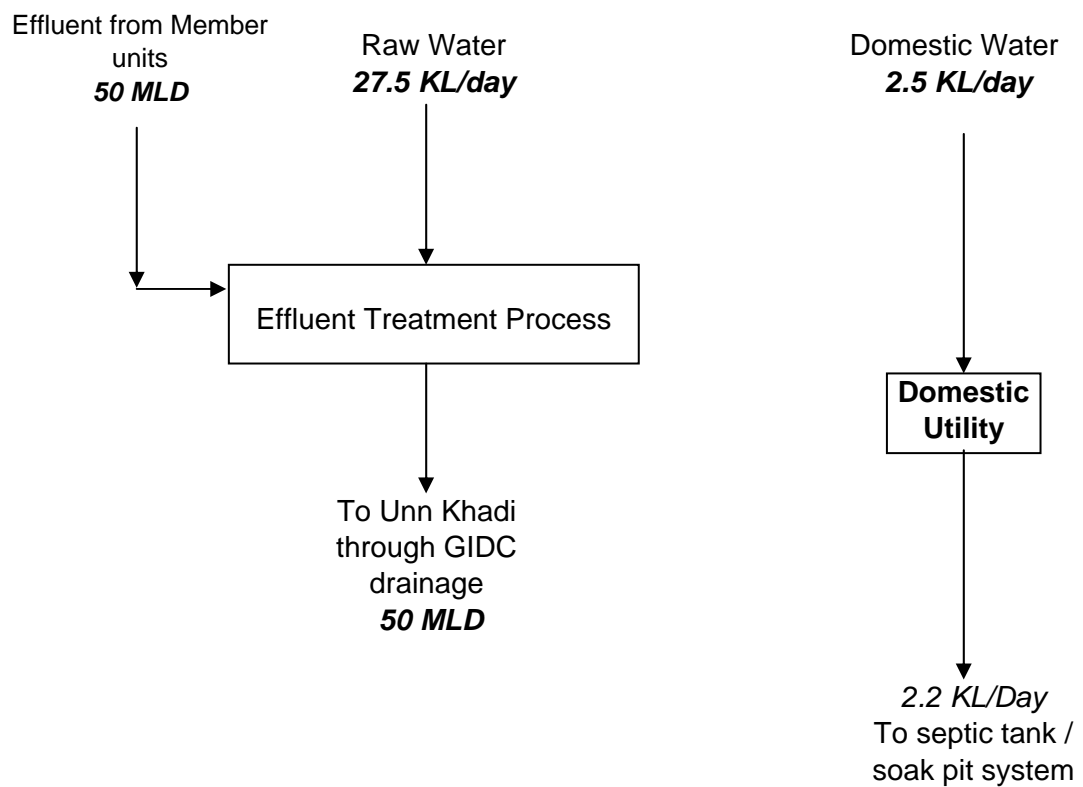 Effluent from Member
units
50 MLD
Raw Water
27.5 KL/day
Domestic Water
2.5 KL/day
Effluent Treatment Process
Domestic
Utility
To Unn Khadi
through GIDC
drainage
50 MLD
2.2 KL/Day
To septic tank /
soak pit system